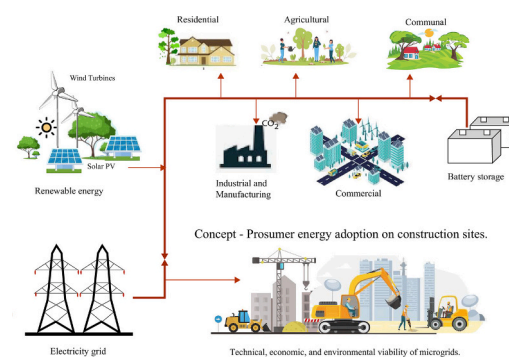 Residential
Agricultural
Communal
Wind Turbines
CO2
Solar PV
Renewable energy
Industrial and
Manufacturing
Commercial
Battery storage
Concept - Prosumer energy adoption on construction sites.
Electricity grid
Technical, economic, and environmental viability of microgrids.